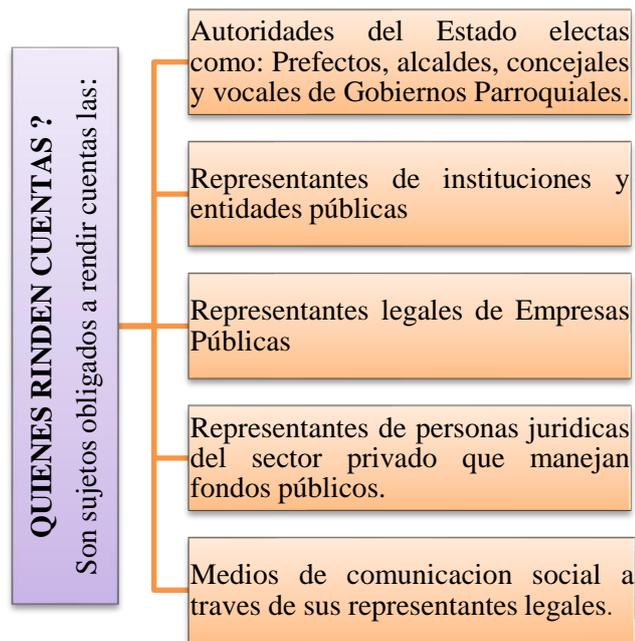 QUIENES RINDEN CUENTAS ?
Son sujetos obligados a rendir cuentas las:
Autoridades del Estado electas
como: Prefectos, alcaldes, concejales
y vocales de Gobiernos Parroquiales.
Representantes de instituciones y
entidades públicas
Representantes legales de Empresas
Públicas
Representantes de personas juridicas
del sector privado que manejan
fondos públicos.
Medios de comunicacion social a
traves de sus representantes legales.